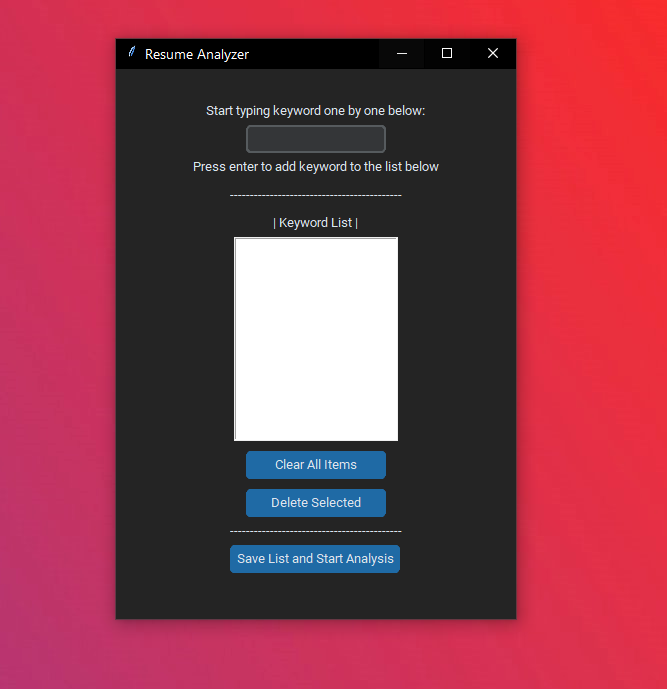 Resume Analyzer
Start typing keyword one by one below:
Press enter to add keyword to the list below
-------------------------------------------
| Keyword List |
Clear All Items
Delete Selected
-------------------------------------------
Save List and Start Analysis